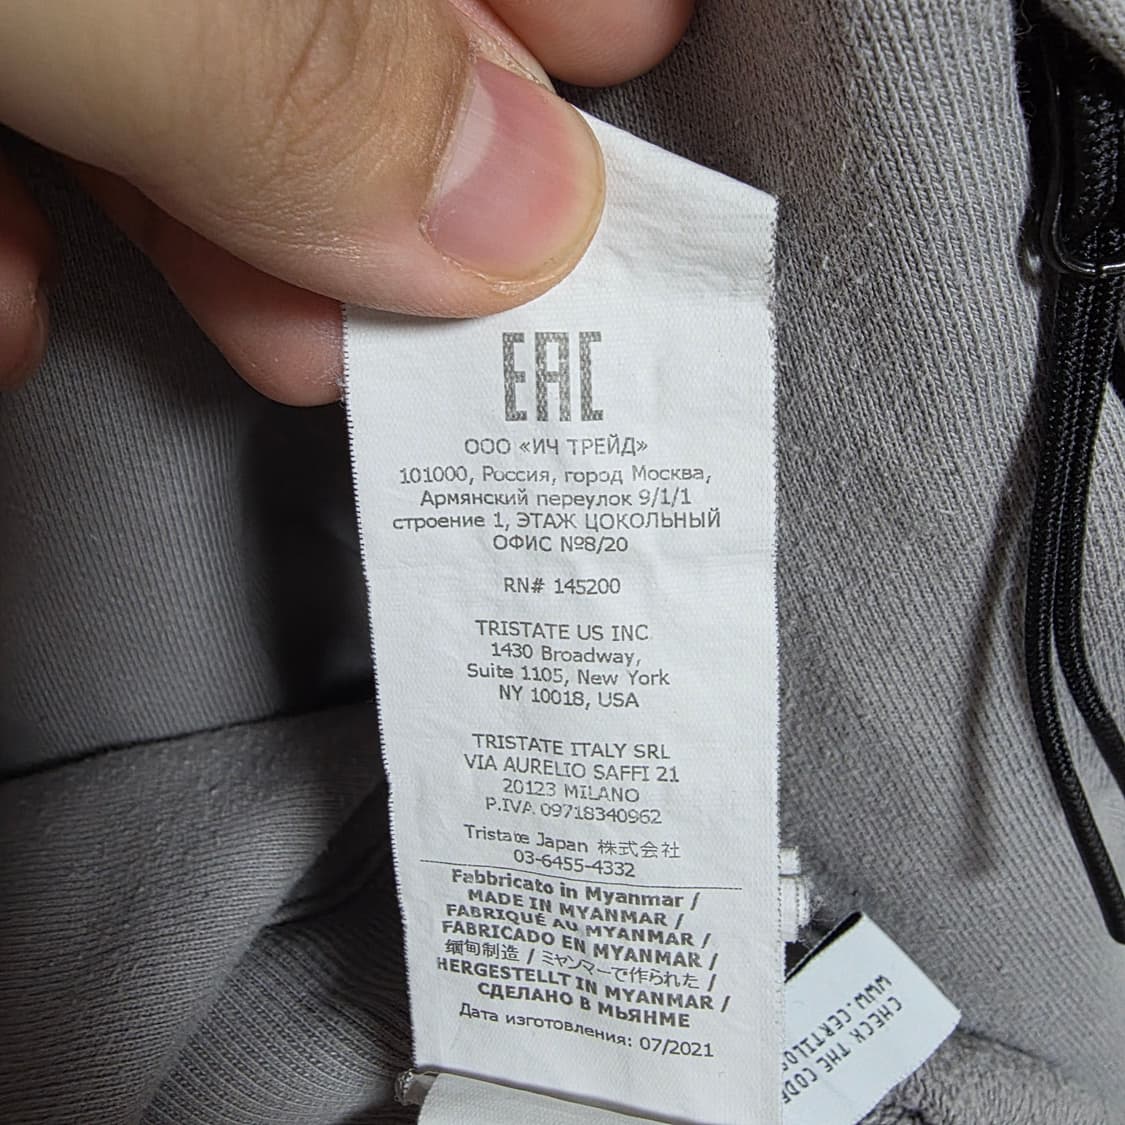 EAC
ООО «ИЧ ТРЕЙД»
101000, Россия, город Москва,
Армянский переулок 9/1/1
строение 1, ЭТАЖ ЦОКОЛЬНЫЙ
ОФИС №8/20
RN# 145200
TRISTATE US INC
1430 Broadway,
Suite 1105, New York
NY 10018, USA
TRISTATE ITALY SRL
VIA AURELIO SAFFI 21
20123 MILANO
P.IVA 09718340962
Tristate Japan 株式会社
03-6455-4332
Fabbricato in Myanmar /
MADE IN MYANMAR /
FABRIQUÉ AU MYANMAR /
FABRICADO EN MYANMAR /
缅甸制造 / ミャンマーで作られた /
HERGESTELLT IN MYANMAR /
СДЕЛАНО В МЬЯНМЕ
Дата изготовления: 07/2021
CHECK THE CODE